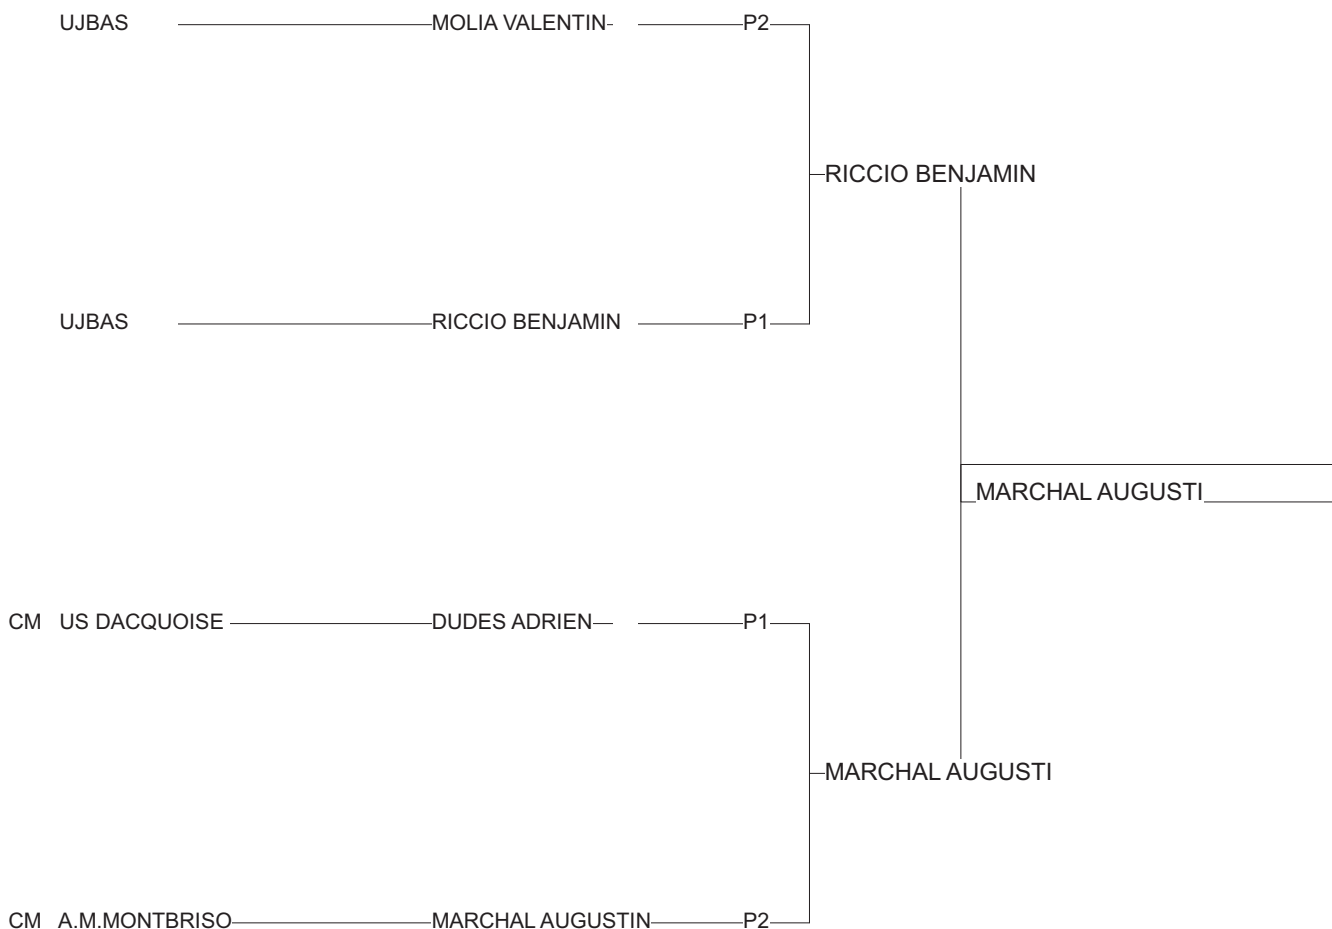 UJBAS MOLIA VALENTIN P2
RICCIO BENJAMIN
UJBAS RICCIO BENJAMIN P1
MARCHAL AUGUSTI
CM US DACQUOISE DUDES ADRIEN P1
MARCHAL AUGUSTI
CM A.M.MONTBRISO MARCHAL AUGUSTIN P2